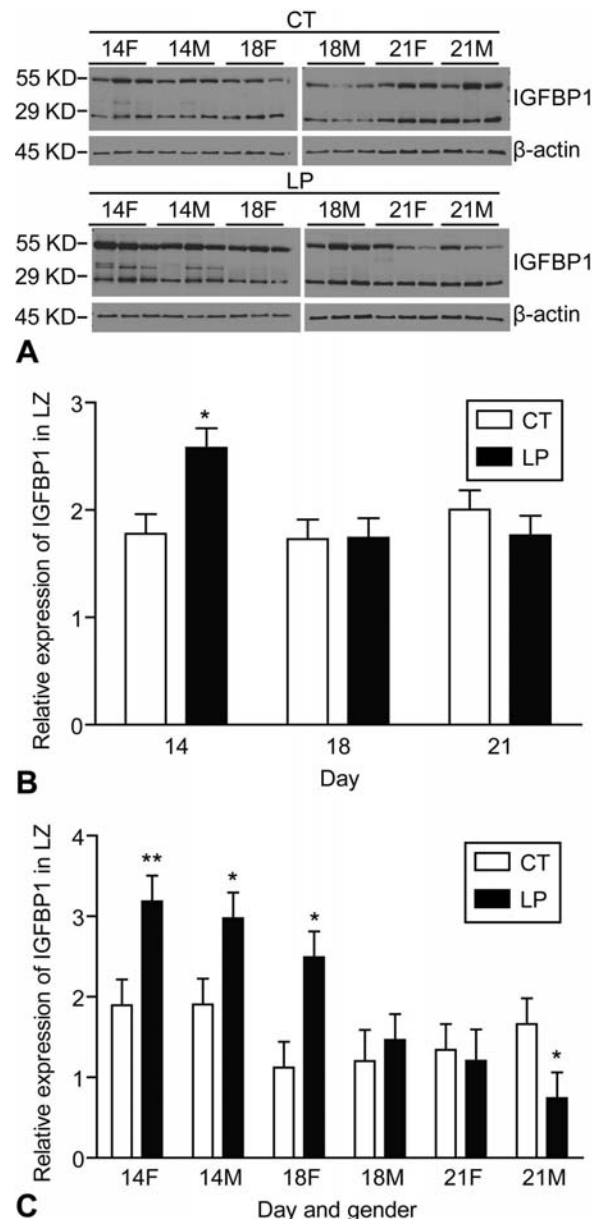 CT
14F 14M 18F 18M 21F 21M
55 KD
29 KD
IGFBP1
45 KD
β-actin
LP
14F 14M 18F 18M 21F 21M
55 KD
29 KD
IGFBP1
45 KD
β-actin
A
Relative expression of IGFBP1 in LZ
3
2
1
0
*
CT
LP
14 18 21
Day
B
Relative expression of IGFBP1 in LZ
4
3
2
1
0
** * * *
CT
LP
14F 14M 18F 18M 21F 21M
Day and gender
C